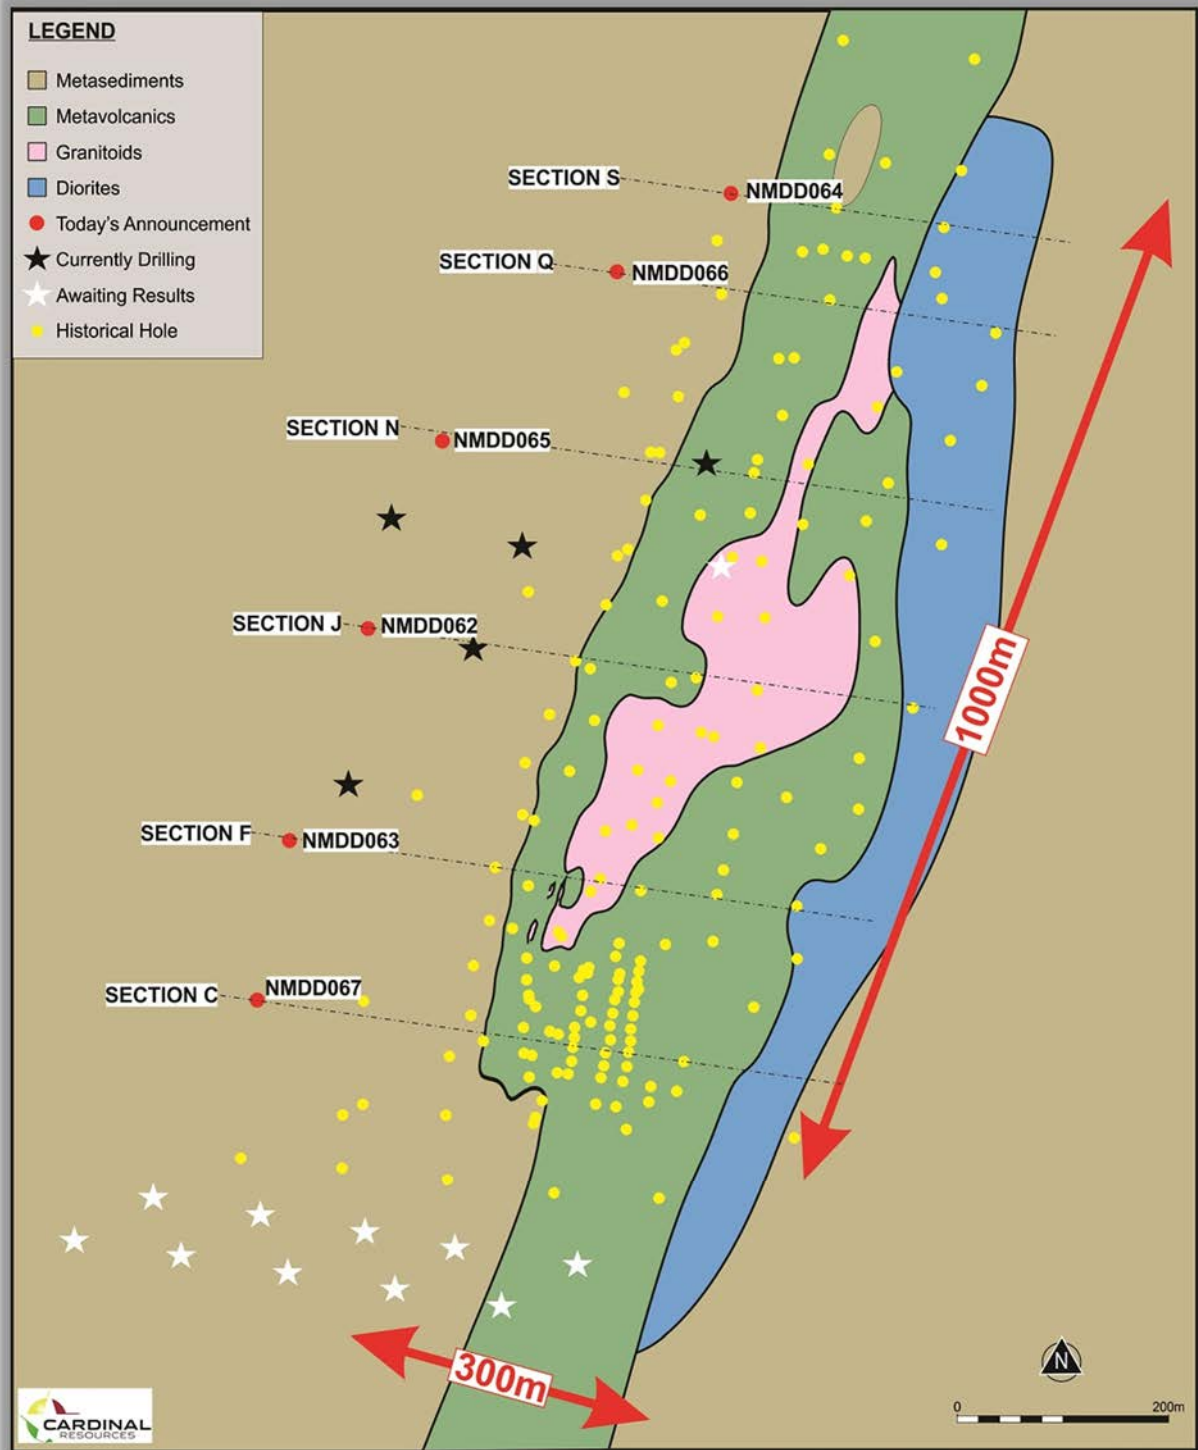 LEGEND
Metasediments
Metavolcanics
Granitoids
Diorites
Today's Announcement
Currently Drilling
Awaiting Results
Historical Hole
SECTION S
NMDD064
SECTION Q
NMDD066
SECTION N
NMDD065
SECTION J
NMDD062
1000m
SECTION F
NMDD063
SECTION C
NMDD067
300m
N
0
200m
CARDINAL
RESOURCES